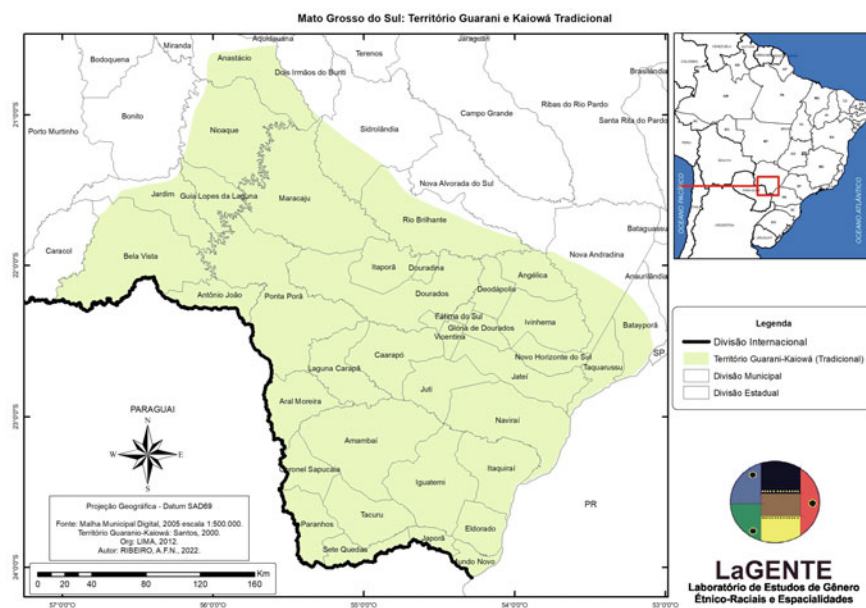 Mato Grosso do Sul: Território Guarani e Kaiowá Tradicional
Aquidauana
Miranda
Jaraguari
Bodoquena
Anastácio
Terenos
Dois Irmãos do Buriti
Brasilândia
Ribas do Rio Pardo
Campo Grande
Santa Rita do Pardo
Bonito
Porto Murtinho
Nioaque
Sidrolândia
Nova Alvorada do Sul
Jardim
Guia Lopes da Laguna
Maracaju
Rio Brilhante
Bataguassu
Caracol
Bela Vista
Nova Andradina
Anaurilândia
Itaporã
Douradina
Angélica
Deodápolis
Antônio João
Ponta Porã
Dourados
Fátima do Sul
Glória de Dourados
Vicentina
Ivinhema
Batayporã
Caarapó
Novo Horizonte do Sul
SP
Taquarussu
Laguna Carapã
Jateí
Juti
Aral Moreira
Naviraí
Amambaí
Coronel Sapucaia
Itaquiraí
Iguatemi
PR
Tacuru
Paranhos
Eldorado
Japorã
Sete Quedas
Mundo Novo
PARAGUAI
N
W
E
S
Projeção Geográfica - Datum SAD69
Fonte: Malha Municipal Digital, 2005 escala 1:500.000.
Território Guaranis-Kaiowá: Santos, 2000.
Org: LIMA, 2012.
Autor: RIBEIRO, A.F.N., 2022.
0 20 40 80 120 160
Km
57°0'0"O
56°0'0"O
55°0'0"O
54°0'0"O
53°0'0"O
21°0'0"S
22°0'0"S
23°0'0"S
24°0'0"S
OCEANO PACÍFICO
OCEANO ATLÂNTICO
Legenda
Divisão Internacional
Território Guarani-Kaiowá (Tradicional)
Divisão Municipal
Divisão Estadual
LaGENTE
Laboratório de Estudos de Gênero
Étnico-Raciais e Espacialidades